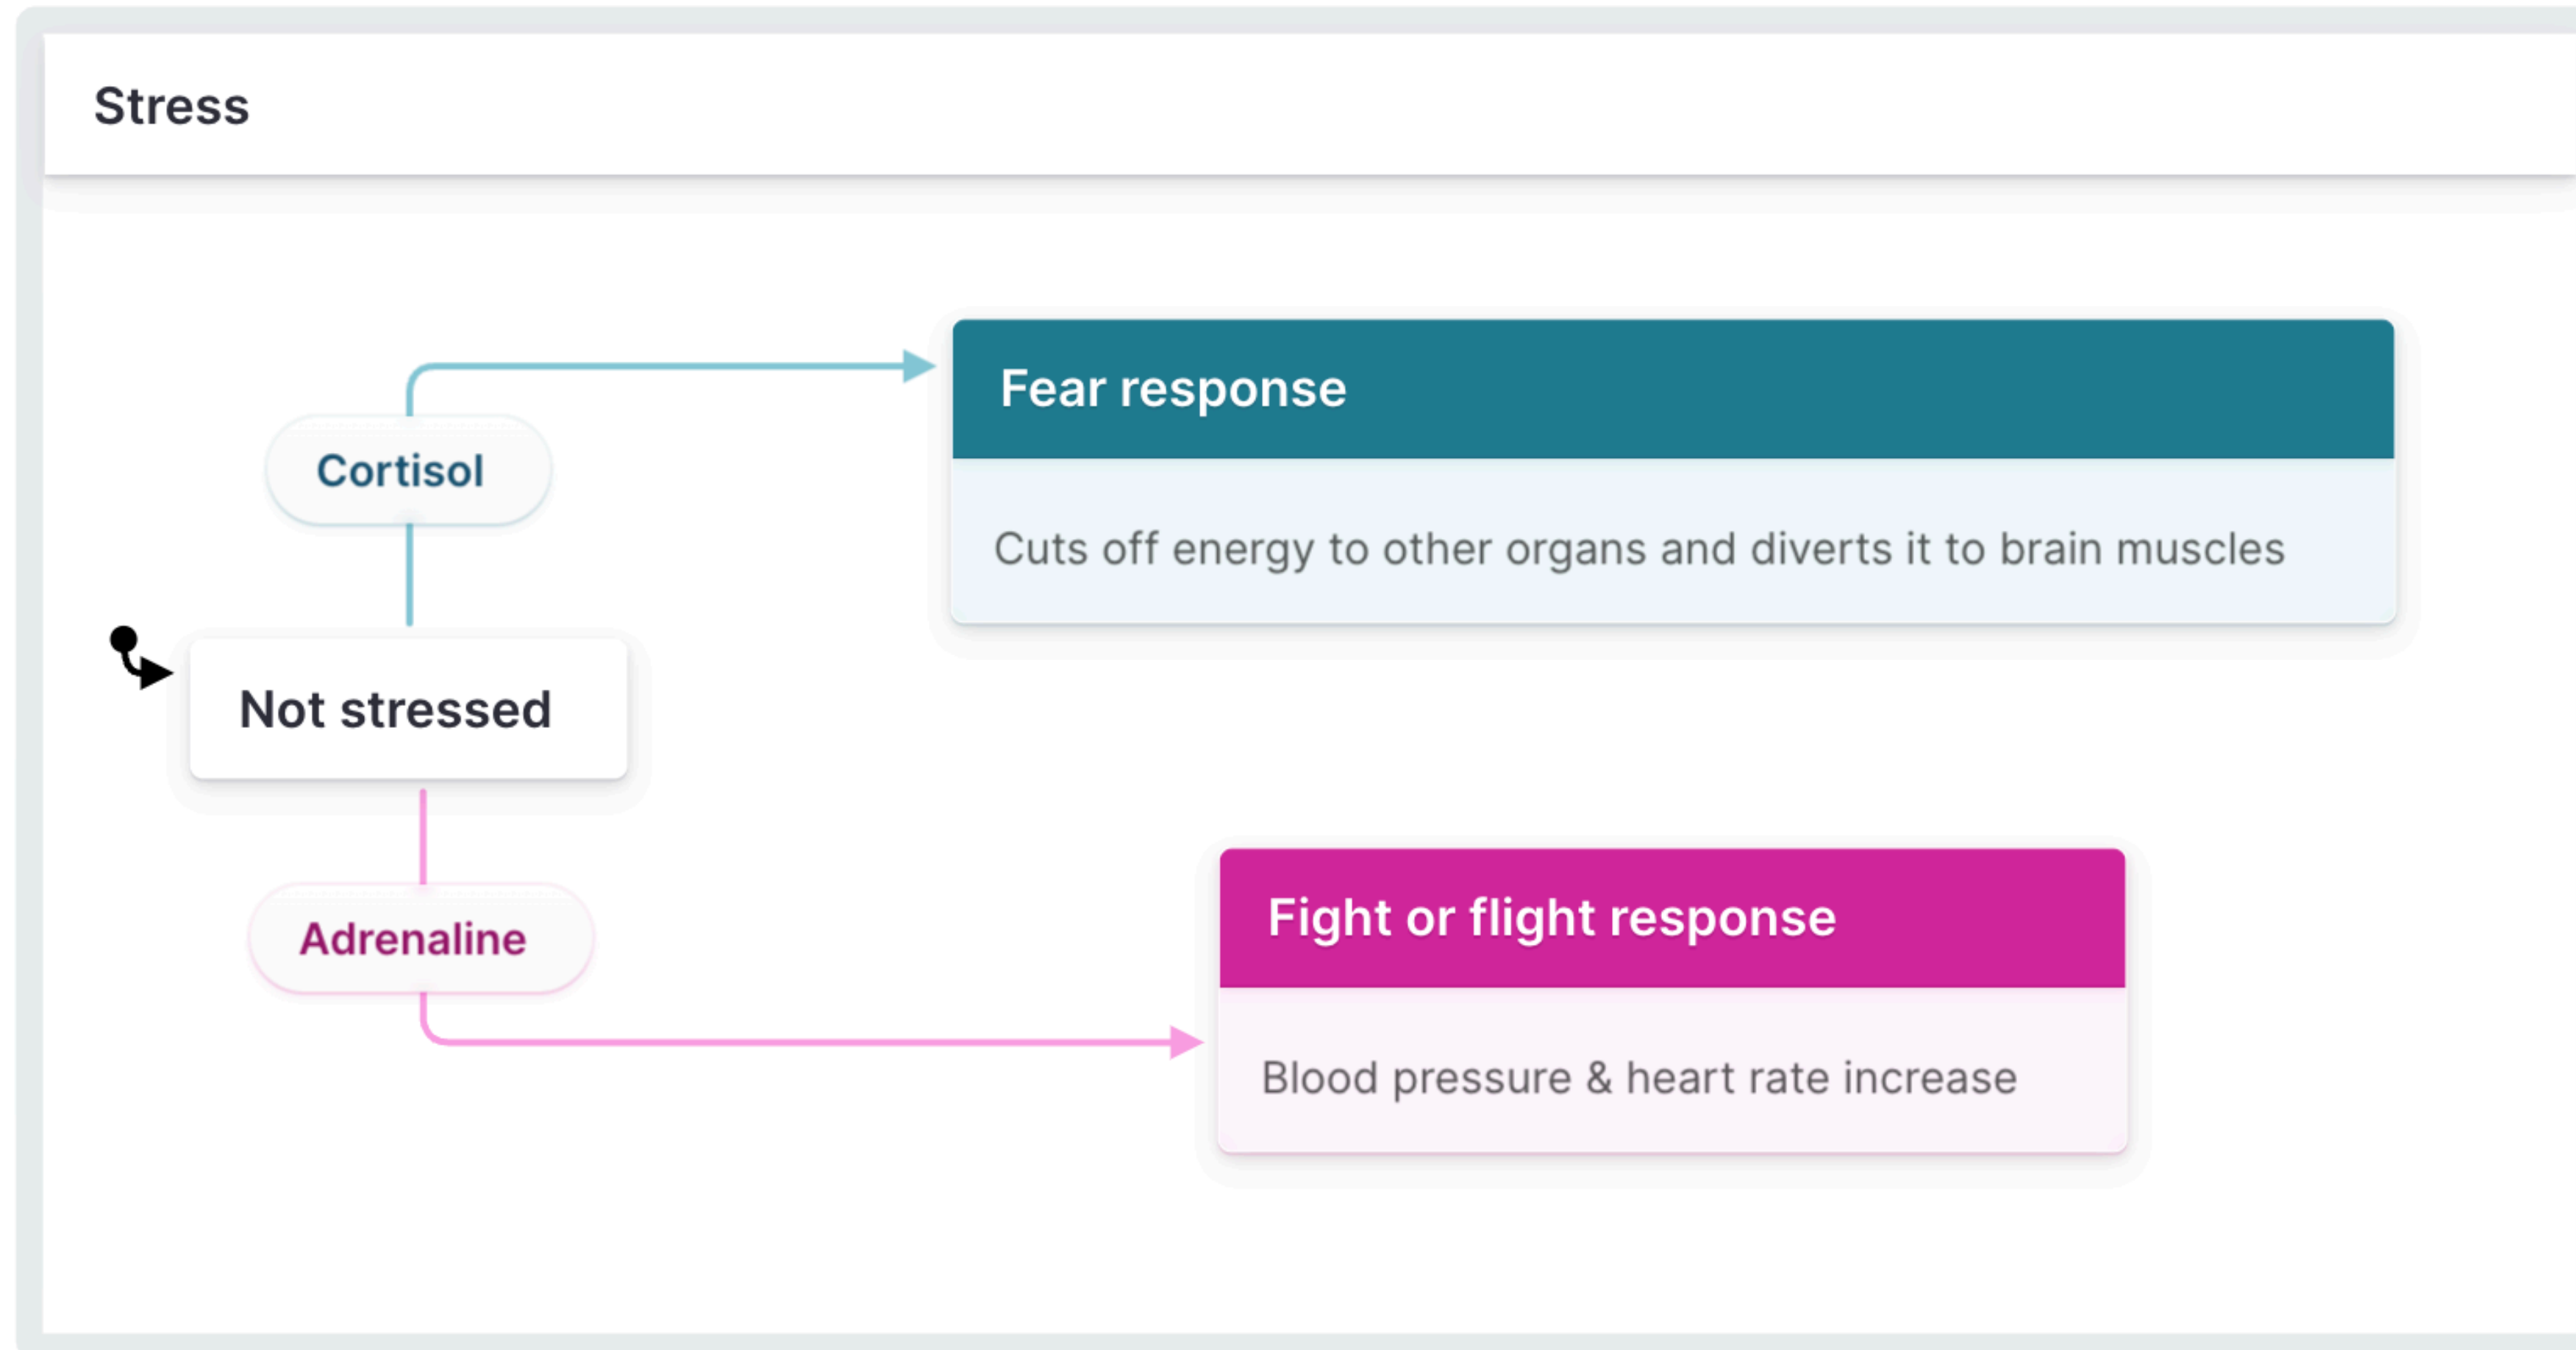 Stress
Cortisol
Fear response
Cuts off energy to other organs and diverts it to brain muscles
Not stressed
Adrenaline
Fight or flight response
Blood pressure & heart rate increase